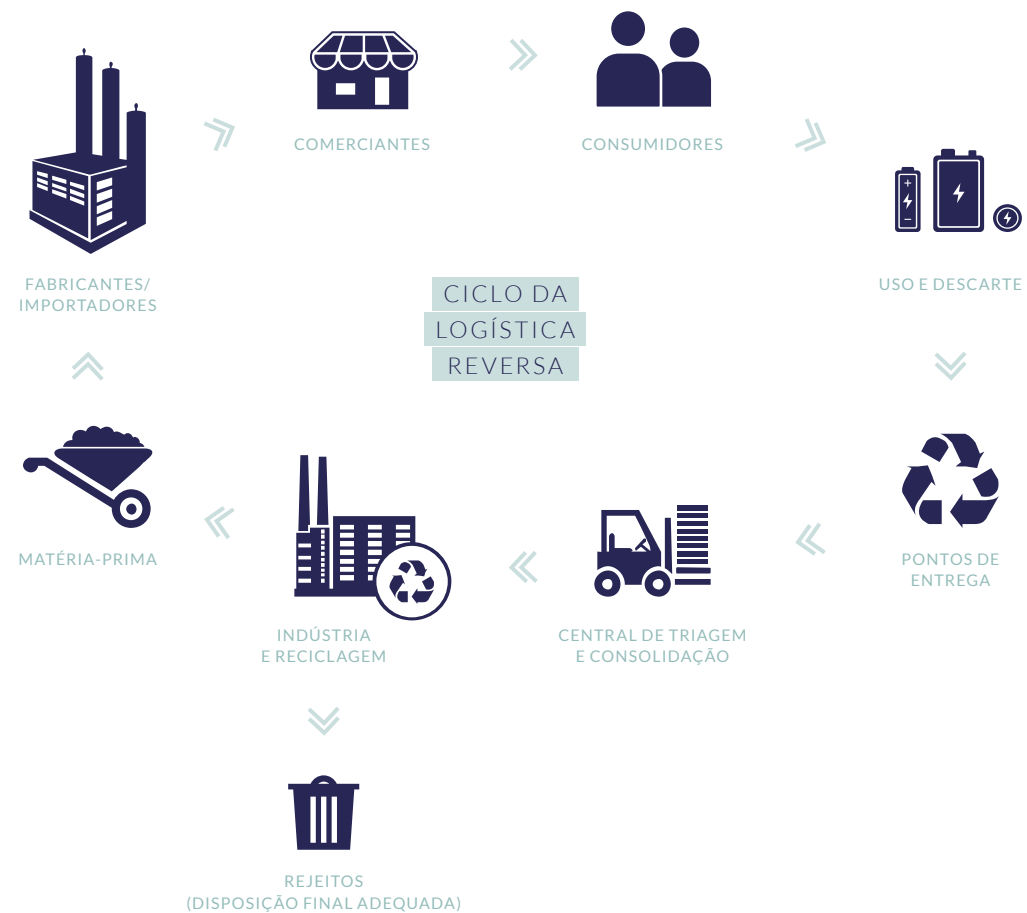 COMERCIANTES
CONSUMIDORES
FABRICANTES/
IMPORTADORES
USO E DESCARTE
CICLO DA
LOGÍSTICA
REVERSA
MATÉRIA-PRIMA
PONTOS DE
ENTREGA
INDÚSTRIA
E RECICLAGEM
CENTRAL DE TRIAGEM
E CONSOLIDAÇÃO
REJEITOS
(DISPOSIÇÃO FINAL ADEQUADA)